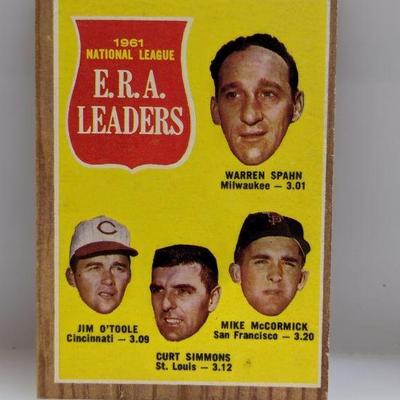 1961
NATIONAL LEAGUE
E.R.A.
LEADERS
WARREN SPAHN
Milwaukee — 3.01
JIM O'TOOLE
Cincinnati — 3.09
MIKE McCORMICK
San Francisco — 3.20
CURT SIMMONS
St. Louis — 3.12